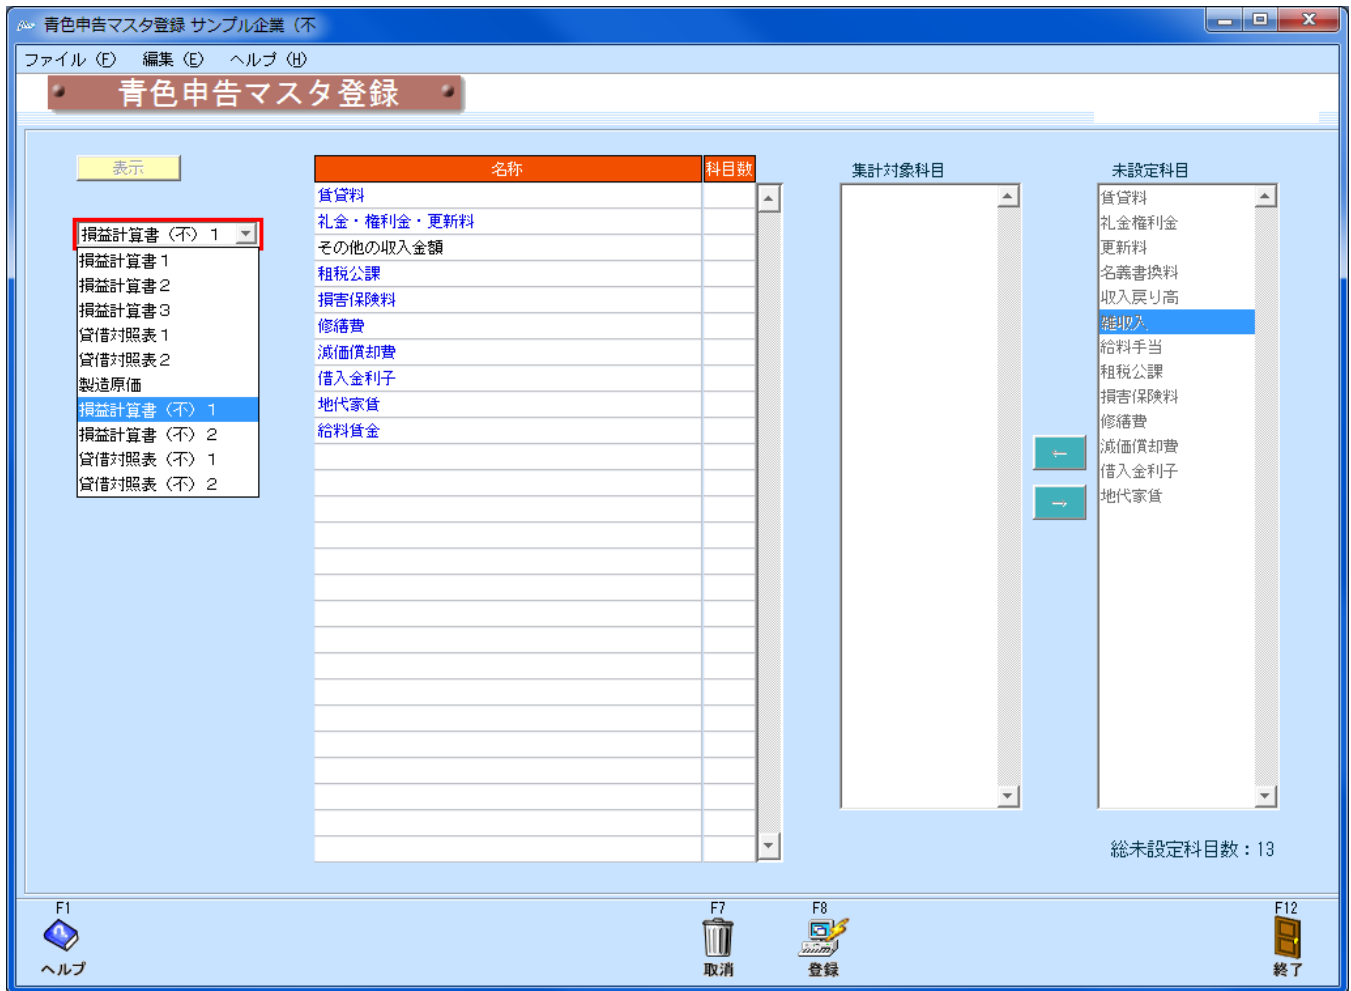 青色申告マスタ登録 サンプル企業（不
ファイル（F） 編集（E） ヘルプ（H）
青色申告マスタ登録
表示
損益計算書（不）１
損益計算書１
損益計算書２
損益計算書３
貸借対照表１
貸借対照表２
製造原価
損益計算書（不）１
損益計算書（不）２
貸借対照表（不）１
貸借対照表（不）２
名称 科目数
賃貸料
礼金・権利金・更新料
その他の収入金額
租税公課
損害保険料
修繕費
減価償却費
借入金利子
地代家賃
給料賃金
集計対象科目
←
→
未設定科目
賃貸料
礼金権利金
更新料
名義書換料
収入戻り高
雑収入
給料手当
租税公課
損害保険料
修繕費
減価償却費
借入金利子
地代家賃
総未設定科目数：13
F1 F7 F8 F12
ヘルプ 取消 登録 終了